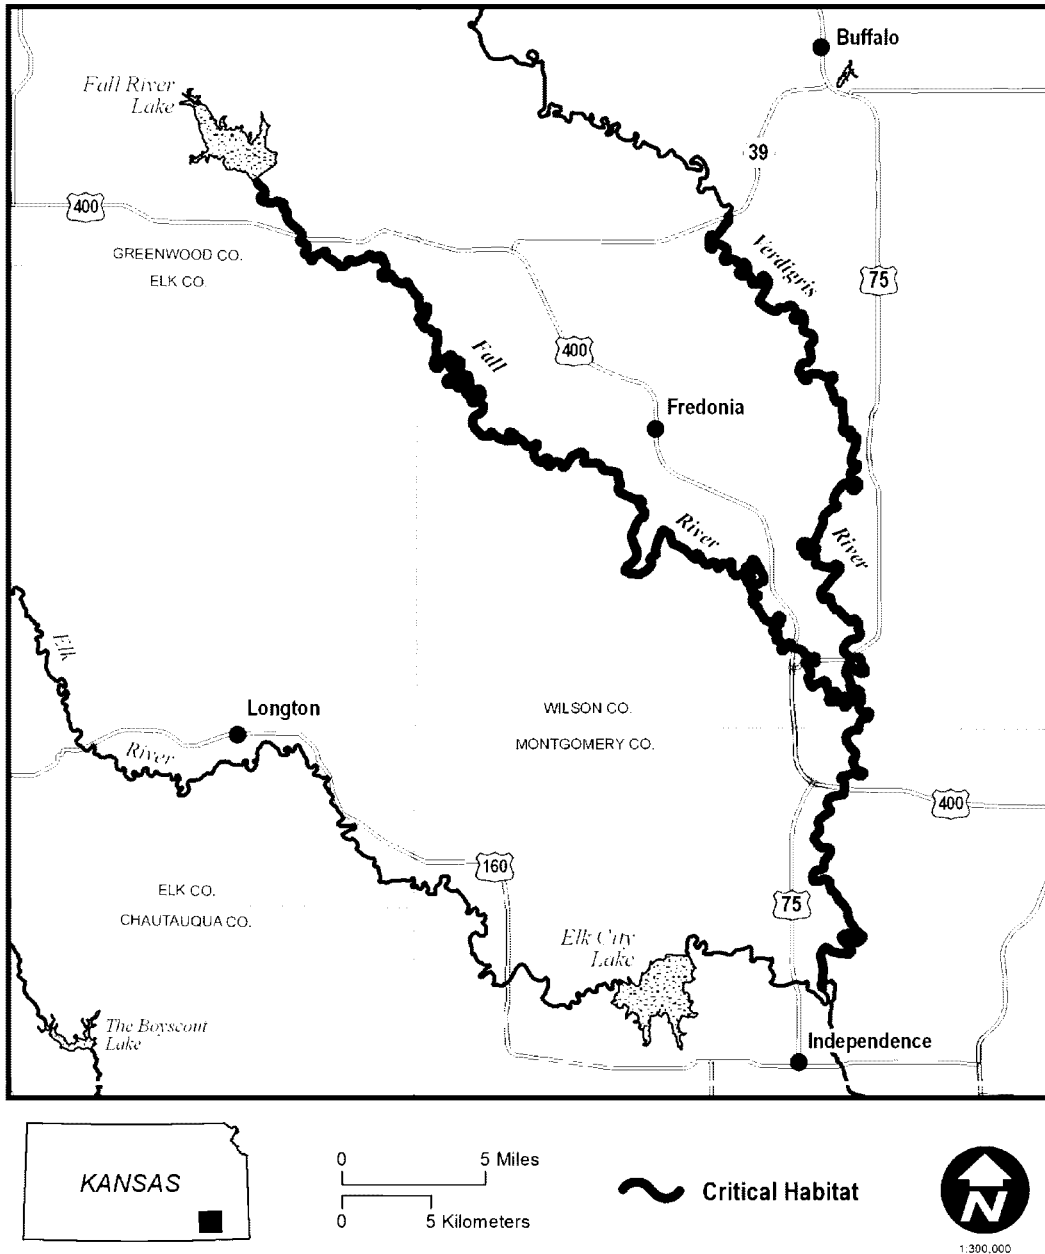 Buffalo
Fall River
Lake
39
400
Verdigris
GREENWOOD CO.
ELK CO.
75
400
Fall
Fredonia
River
River
Elk
Longton
WILSON CO.
River
MONTGOMERY CO.
400
160
ELK CO.
75
CHAUTAUQUA CO.
Elk City
Lake
The Boyscout
Lake
Independence
KANSAS
0 5 Miles
0 5 Kilometers
Critical Habitat
N
1:300,000